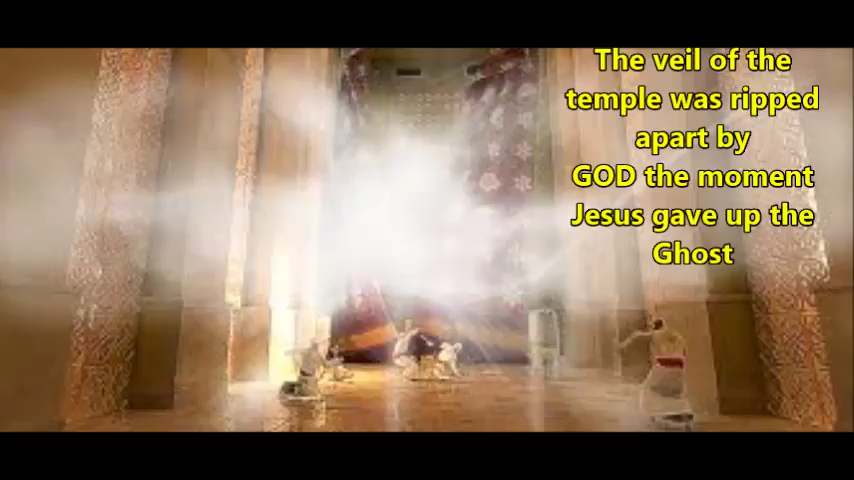 The veil of the
temple was ripped
apart by
GOD the moment
Jesus gave up the
Ghost